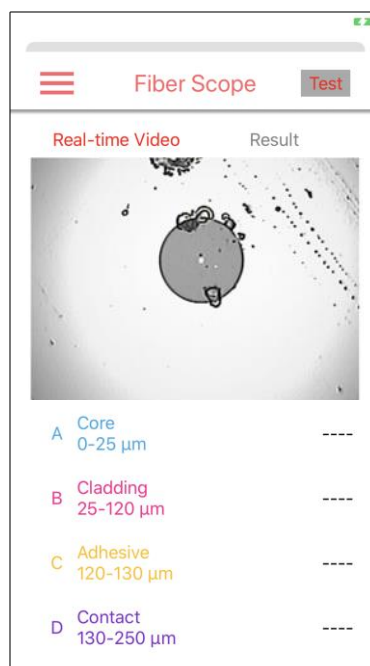 Fiber Scope
Test
Real-time Video
Result
A
Core
0-25 μm
----
B
Cladding
25-120 μm
----
C
Adhesive
120-130 μm
----
D
Contact
130-250 μm
----